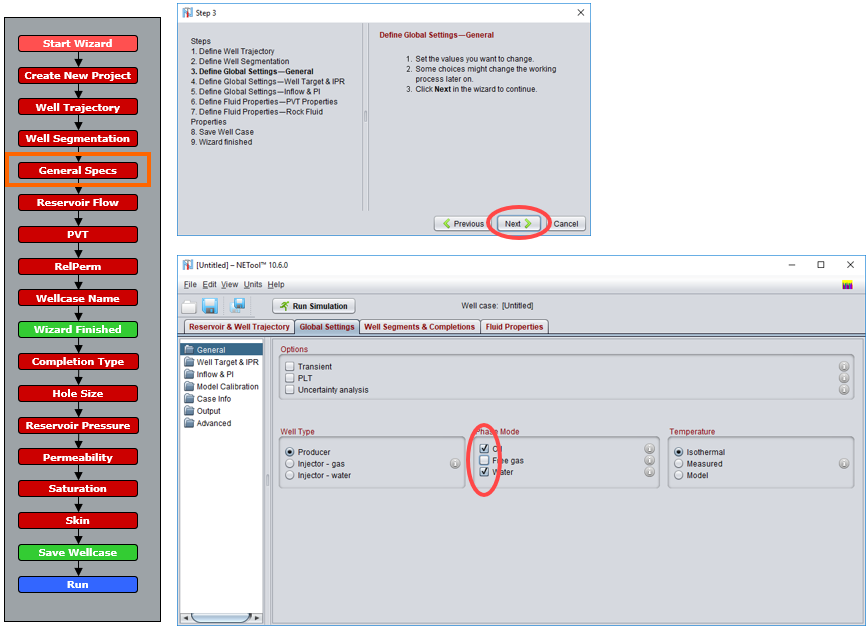 Start Wizard
Create New Project
Well Trajectory
Well Segmentation
General Specs
Reservoir Flow
PVT
RelPerm
Wellcase Name
Wizard Finished
Completion Type
Hole Size
Reservoir Pressure
Permeability
Saturation
Skin
Save Wellcase
Run
Step 3
Steps
1. Define Well Trajectory
2. Define Well Segmentation
3. Define Global Settings—General
4. Define Global Settings—Well Target & IPR
5. Define Global Settings—Inflow & PI
6. Define Fluid Properties—PVT Properties
7. Define Fluid Properties—Rock Fluid
Properties
8. Save Well Case
9. Wizard finished
Define Global Settings—General
1. Set the values you want to change.
2. Some choices might change the working
process later on.
3. Click Next in the wizard to continue.
Previous Next Cancel
[Untitled] – NETool™ 10.6.0
File Edit View Units Help
Run Simulation Well case: [Untitled]
Reservoir & Well Trajectory Global Settings Well Segments & Completions Fluid Properties
General
Well Target & IPR
Inflow & PI
Model Calibration
Case Info
Output
Advanced
Options
Transient
PLT
Uncertainty analysis
Well Type
Producer
Injector - gas
Injector - water
Phase Mode
Oil
Free gas
Water
Temperature
Isothermal
Measured
Model